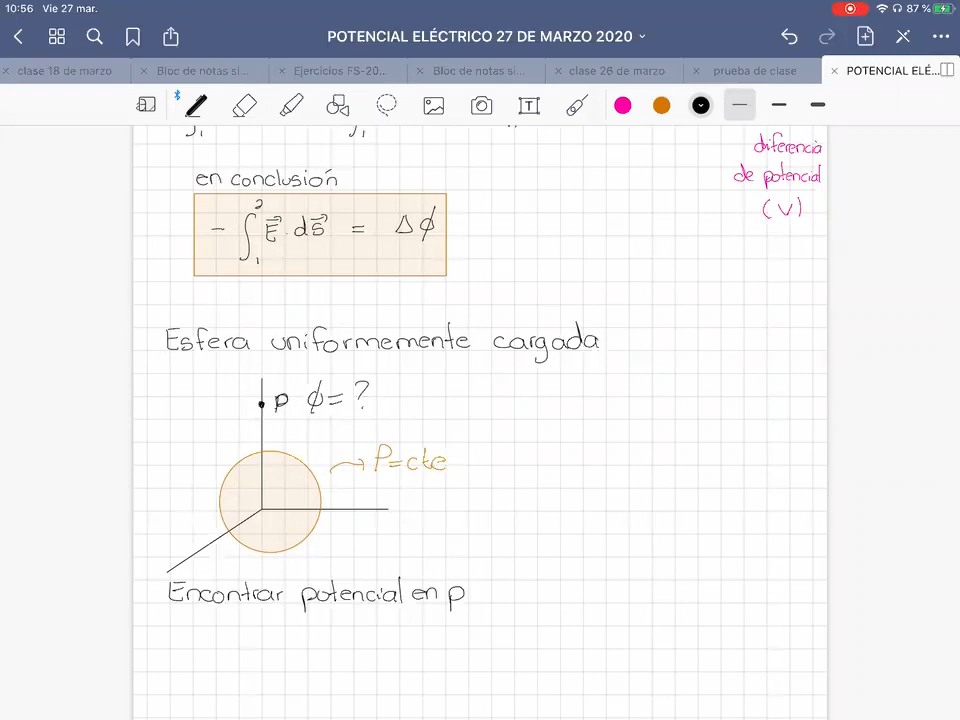 10:56 Vie 27 mar. 87 %
POTENCIAL ELÉCTRICO 27 DE MARZO 2020
clase 18 de marzo Bloc de notas si... Ejercicios FS-20... Bloc de notas si... clase 26 de marzo prueba de clase POTENCIAL ELÉ...
T
diferencia
de potencial
(V)
en conclusión
- ∫₁² E⃗ · ds⃗ = Δϕ
Esfera uniformemente cargada
p ϕ = ?
ρ = cte
Encontrar potencial en p